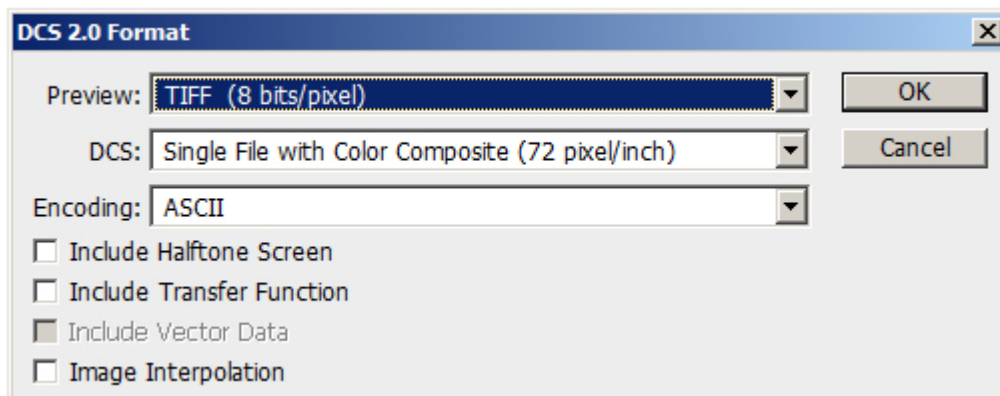 DCS 2.0 Format
Preview: TIFF (8 bits/pixel) OK
DCS: Single File with Color Composite (72 pixel/inch) Cancel
Encoding: ASCII
Include Halftone Screen
Include Transfer Function
Include Vector Data
Image Interpolation